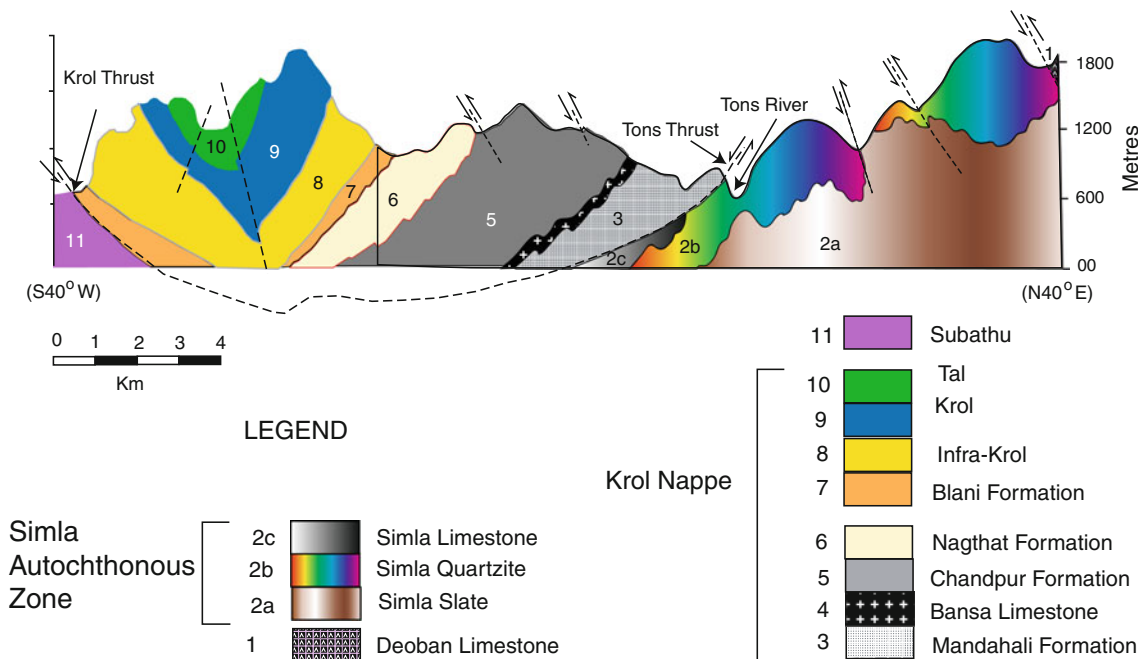 Krol Thrust
Tons River
Tons Thrust
1
1800
1200
600
00
Metres
11
10
9
8
7
6
5
3
2c
2b
2a
(S40° W)
(N40° E)
0 1 2 3 4
Km
LEGEND
Simla
Autochthonous
Zone
2c Simla Limestone
2b Simla Quartzite
2a Simla Slate
1 Deoban Limestone
11 Subathu
Krol Nappe
10 Tal
9 Krol
8 Infra-Krol
7 Blani Formation
6 Nagthat Formation
5 Chandpur Formation
4 Bansa Limestone
3 Mandahali Formation